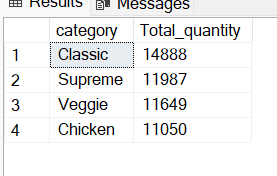 Results Messages
category Total_quantity
1 Classic 14888
2 Supreme 11987
3 Veggie 11649
4 Chicken 11050